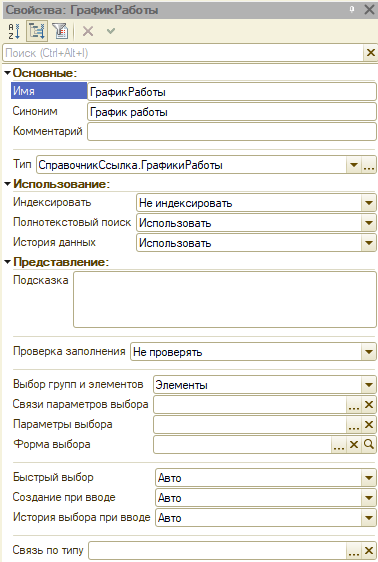 Свойства: ГрафикРаботы
Поиск (Ctrl+Alt+I)
Основные:
Имя ГрафикРаботы
Синоним График работы
Комментарий
Тип СправочникСсылка.ГрафикиРаботы ...
Использование:
Индексировать Не индексировать
Полнотекстовый поиск Использовать
История данных Использовать
Представление:
Подсказка
Проверка заполнения Не проверять
Выбор групп и элементов Элементы
Связи параметров выбора ...
Параметры выбора ...
Форма выбора ...
Быстрый выбор Авто
Создание при вводе Авто
История выбора при вводе Авто
Связь по типу ...